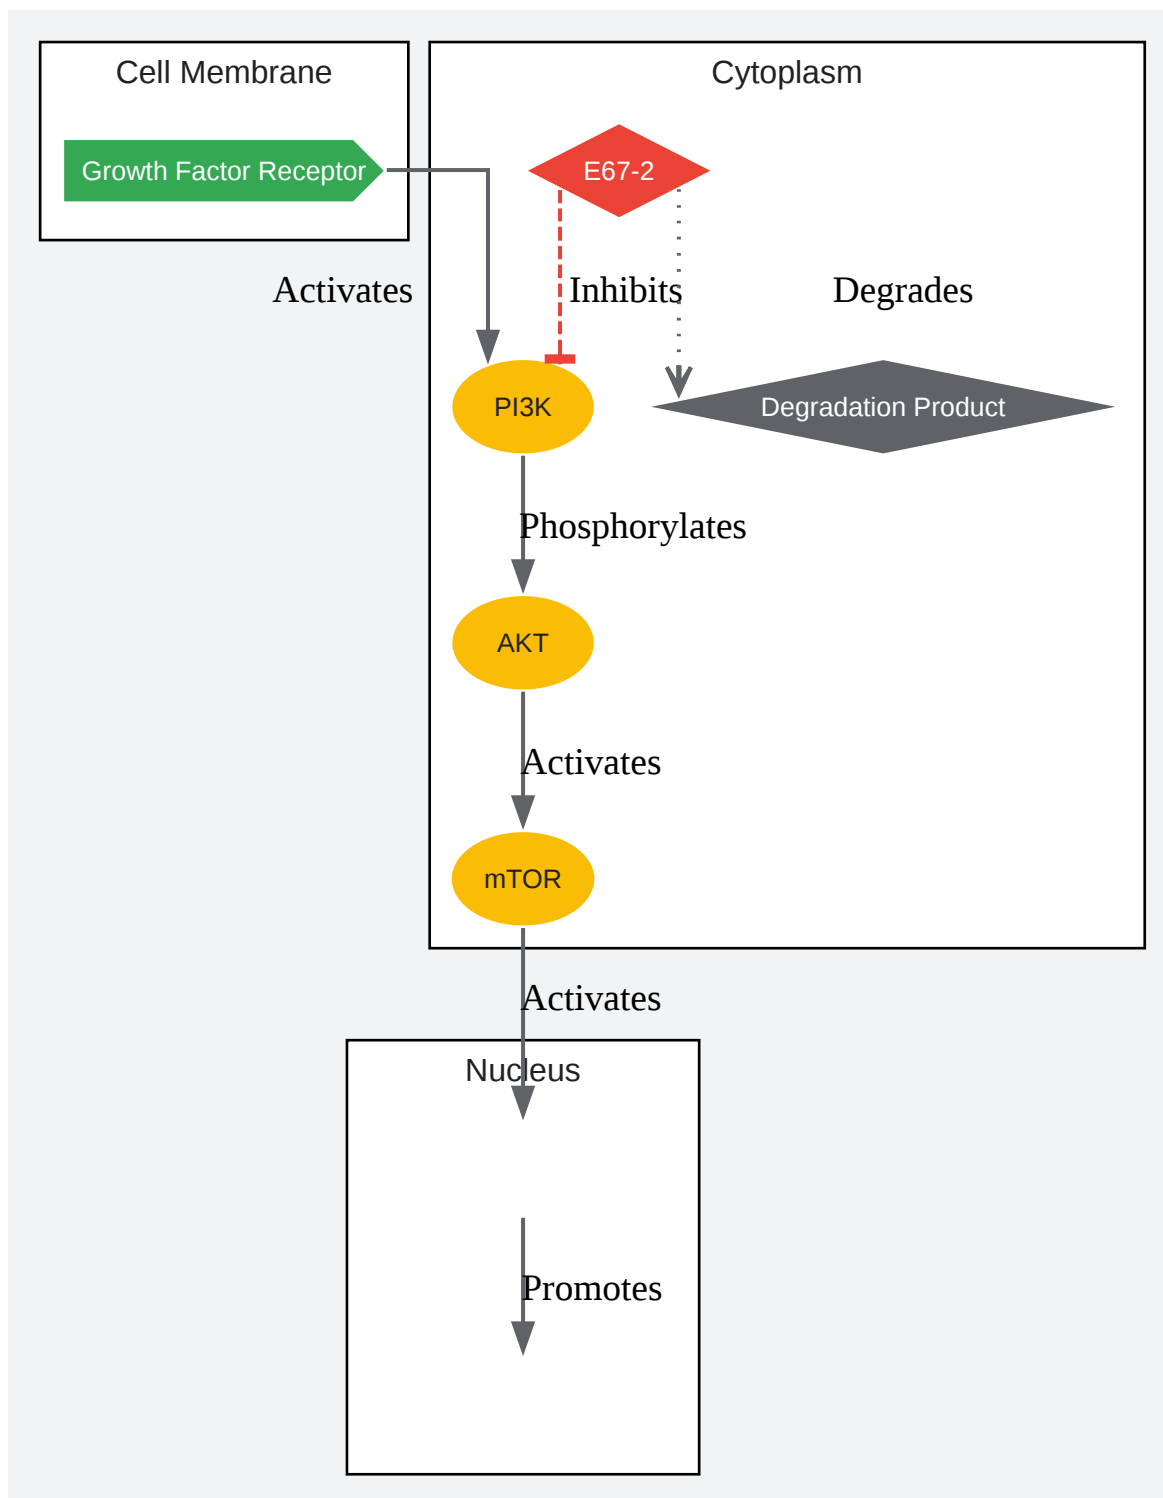 Cell Membrane
Cytoplasm
Growth Factor Receptor
E67-2
Activates
Inhibits
Degrades
PI3K
Degradation Product
Phosphorylates
AKT
Activates
mTOR
Activates
Nucleus
Promotes